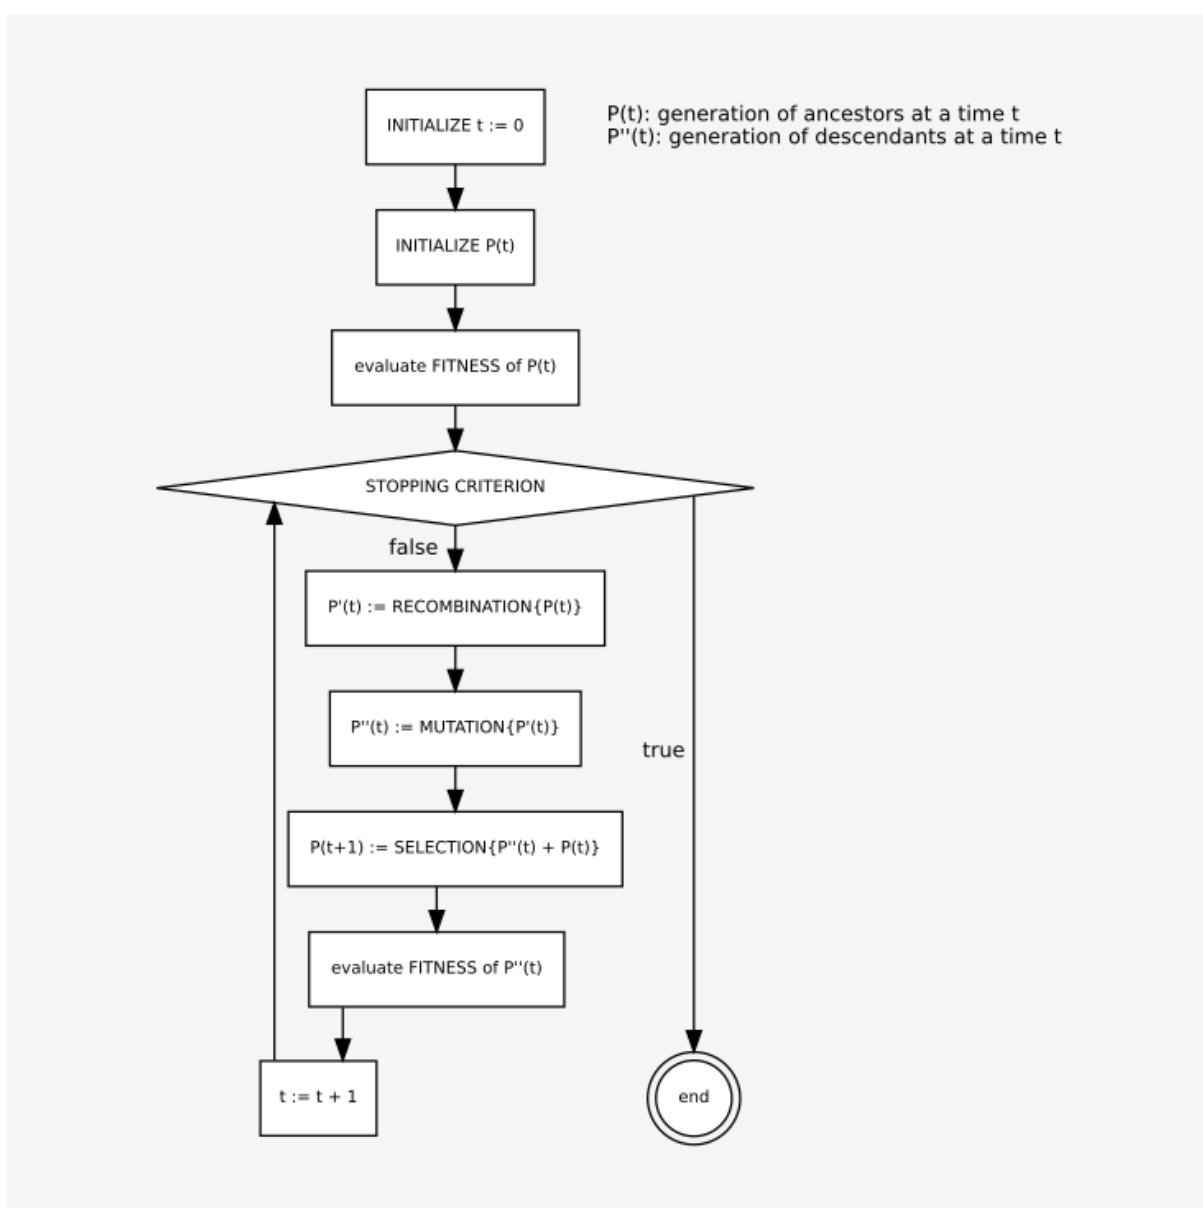 INITIALIZE t := 0
P(t): generation of ancestors at a time t
P''(t): generation of descendants at a time t
INITIALIZE P(t)
evaluate FITNESS of P(t)
STOPPING CRITERION
false
P'(t) := RECOMBINATION{P(t)}
P''(t) := MUTATION{P'(t)}
true
P(t+1) := SELECTION{P''(t) + P(t)}
evaluate FITNESS of P''(t)
t := t + 1
end